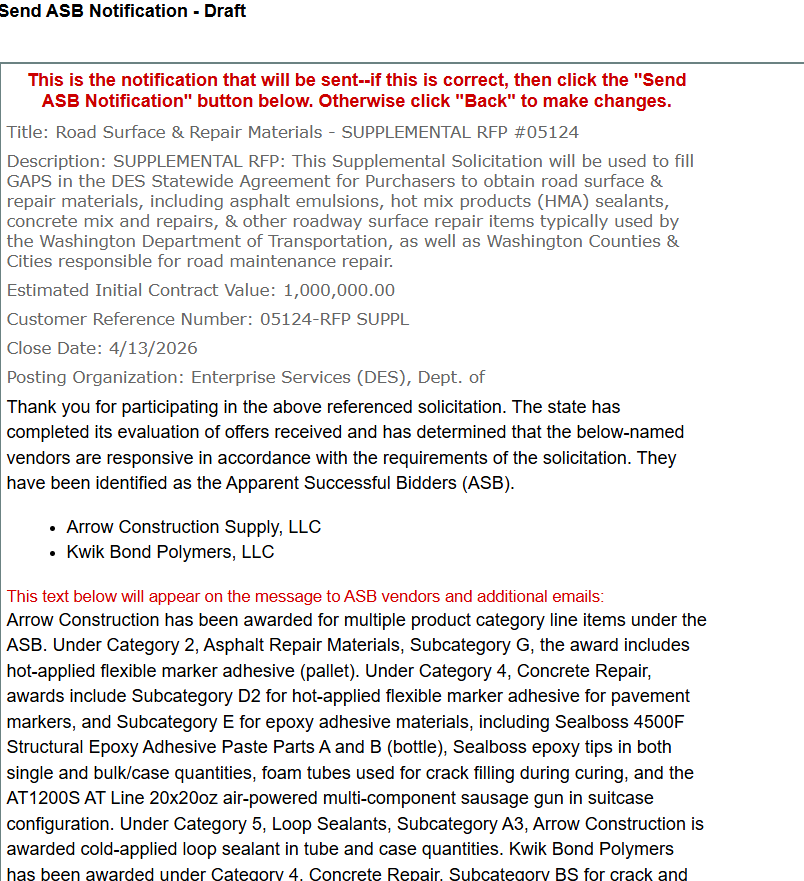 Send ASB Notification - Draft
This is the notification that will be sent--if this is correct, then click the "Send
ASB Notification" button below. Otherwise click "Back" to make changes.
Title: Road Surface & Repair Materials - SUPPLEMENTAL RFP #05124
Description: SUPPLEMENTAL RFP: This Supplemental Solicitation will be used to fill
GAPS in the DES Statewide Agreement for Purchasers to obtain road surface &
repair materials, including asphalt emulsions, hot mix products (HMA) sealants,
concrete mix and repairs, & other roadway surface repair items typically used by
the Washington Department of Transportation, as well as Washington Counties &
Cities responsible for road maintenance repair.
Estimated Initial Contract Value: 1,000,000.00
Customer Reference Number: 05124-RFP SUPPL
Close Date: 4/13/2026
Posting Organization: Enterprise Services (DES), Dept. of
Thank you for participating in the above referenced solicitation. The state has
completed its evaluation of offers received and has determined that the below-named
vendors are responsive in accordance with the requirements of the solicitation. They
have been identified as the Apparent Successful Bidders (ASB).
• Arrow Construction Supply, LLC
• Kwik Bond Polymers, LLC
This text below will appear on the message to ASB vendors and additional emails:
Arrow Construction has been awarded for multiple product category line items under the
ASB. Under Category 2, Asphalt Repair Materials, Subcategory G, the award includes
hot-applied flexible marker adhesive (pallet). Under Category 4, Concrete Repair,
awards include Subcategory D2 for hot-applied flexible marker adhesive for pavement
markers, and Subcategory E for epoxy adhesive materials, including Sealboss 4500F
Structural Epoxy Adhesive Paste Parts A and B (bottle), Sealboss epoxy tips in both
single and bulk/case quantities, foam tubes used for crack filling during curing, and the
AT1200S AT Line 20x20oz air-powered multi-component sausage gun in suitcase
configuration. Under Category 5, Loop Sealants, Subcategory A3, Arrow Construction is
awarded cold-applied loop sealant in tube and case quantities. Kwik Bond Polymers
has been awarded under Category 4, Concrete Repair, Subcategory BS for crack and